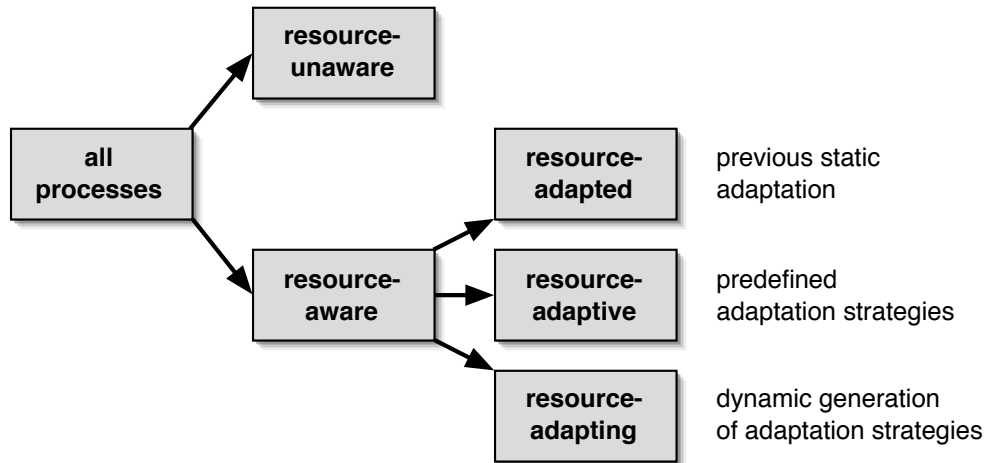 resource-
unaware
all
processes
resource-
adapted
previous static
adaptation
resource-
aware
resource-
adaptive
predefined
adaptation strategies
resource-
adapting
dynamic generation
of adaptation strategies